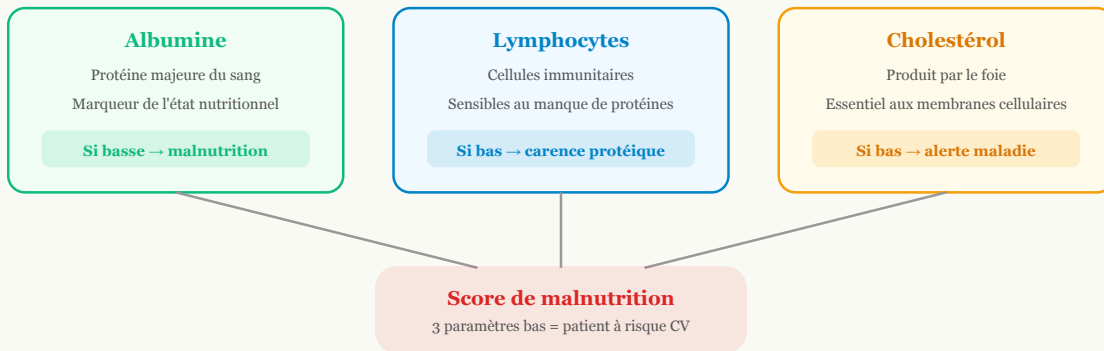 Albumine
Protéine majeure du sang
Marqueur de l'état nutritionnel
Si basse → malnutrition
Lymphocytes
Cellules immunitaires
Sensibles au manque de protéines
Si bas → carence protéique
Cholestérol
Produit par le foie
Essentiel aux membranes cellulaires
Si bas → alerte maladie
Score de malnutrition
3 paramètres bas = patient à risque CV